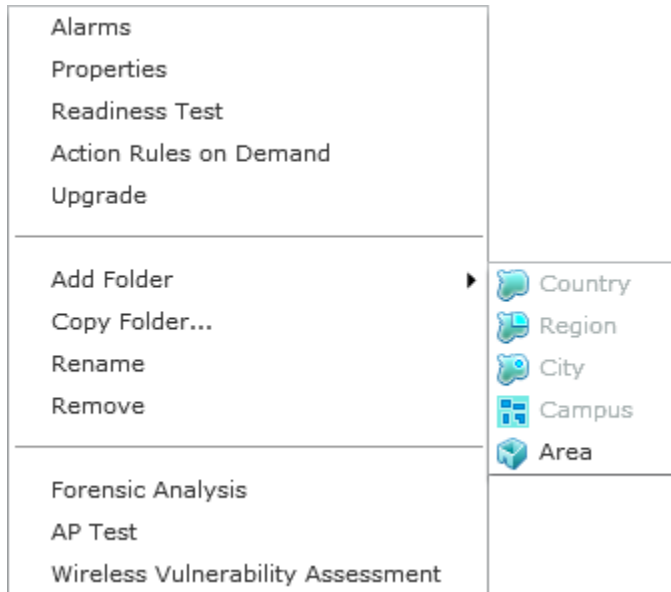 Alarms
Properties
Readiness Test
Action Rules on Demand
Upgrade
Add Folder
Copy Folder...
Rename
Remove
Forensic Analysis
AP Test
Wireless Vulnerability Assessment
Country
Region
City
Campus
Area